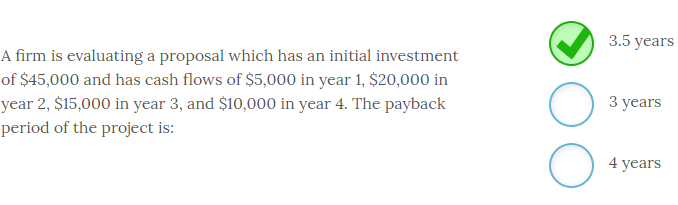 A firm is evaluating a proposal which has an initial investment
of $45,000 and has cash flows of $5,000 in year 1, $20,000 in
year 2, $15,000 in year 3, and $10,000 in year 4. The payback
period of the project is:
3.5 years
3 years
4 years